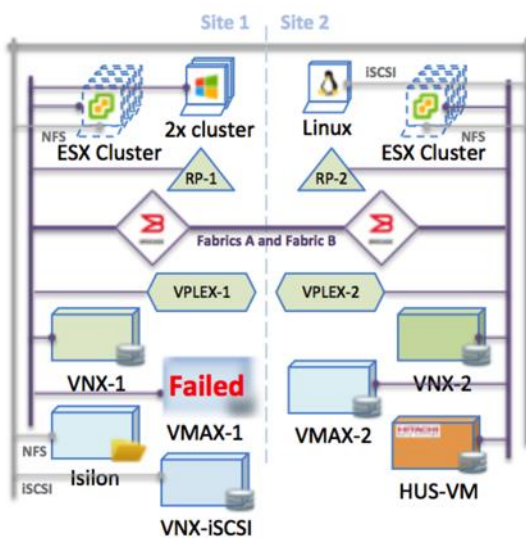 Site 1 Site 2
iSCSI
NFS
ESX Cluster
2x cluster
Linux
NFS
ESX Cluster
RP-1
RP-2
Fabrics A and Fabric B
VPLEX-1
VPLEX-2
VNX-1
VNX-2
Failed
VMAX-1
VMAX-2
HITACHI
NFS
Isilon
iSCSI
VNX-iSCSI
HUS-VM